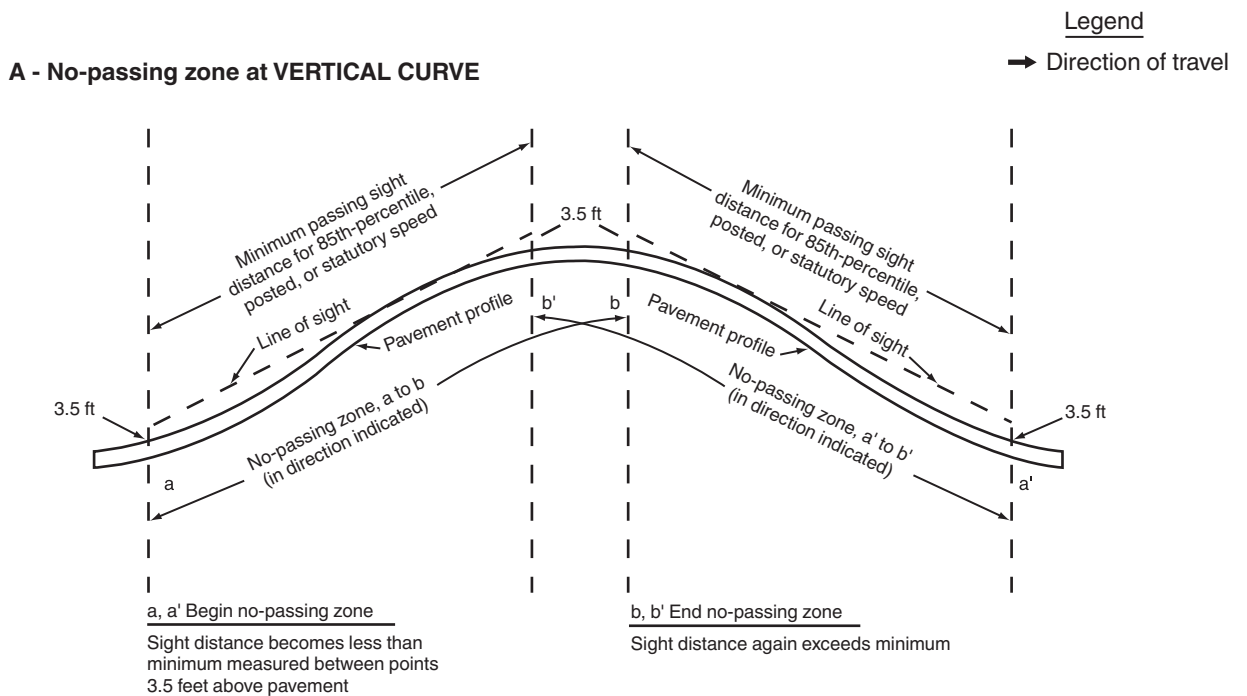 Legend
Direction of travel
A - No-passing zone at VERTICAL CURVE
Minimum passing sight
distance for 85th-percentile,
posted, or statutory speed
3.5 ft
Minimum passing sight
distance for 85th-percentile,
posted, or statutory speed
Line of sight
Pavement profile
b'
b
Pavement profile
Line of sight
3.5 ft
No-passing zone, a to b
(in direction indicated)
No-passing zone, a' to b'
(in direction indicated)
3.5 ft
a
a'
a, a' Begin no-passing zone
Sight distance becomes less than
minimum measured between points
3.5 feet above pavement
b, b' End no-passing zone
Sight distance again exceeds minimum